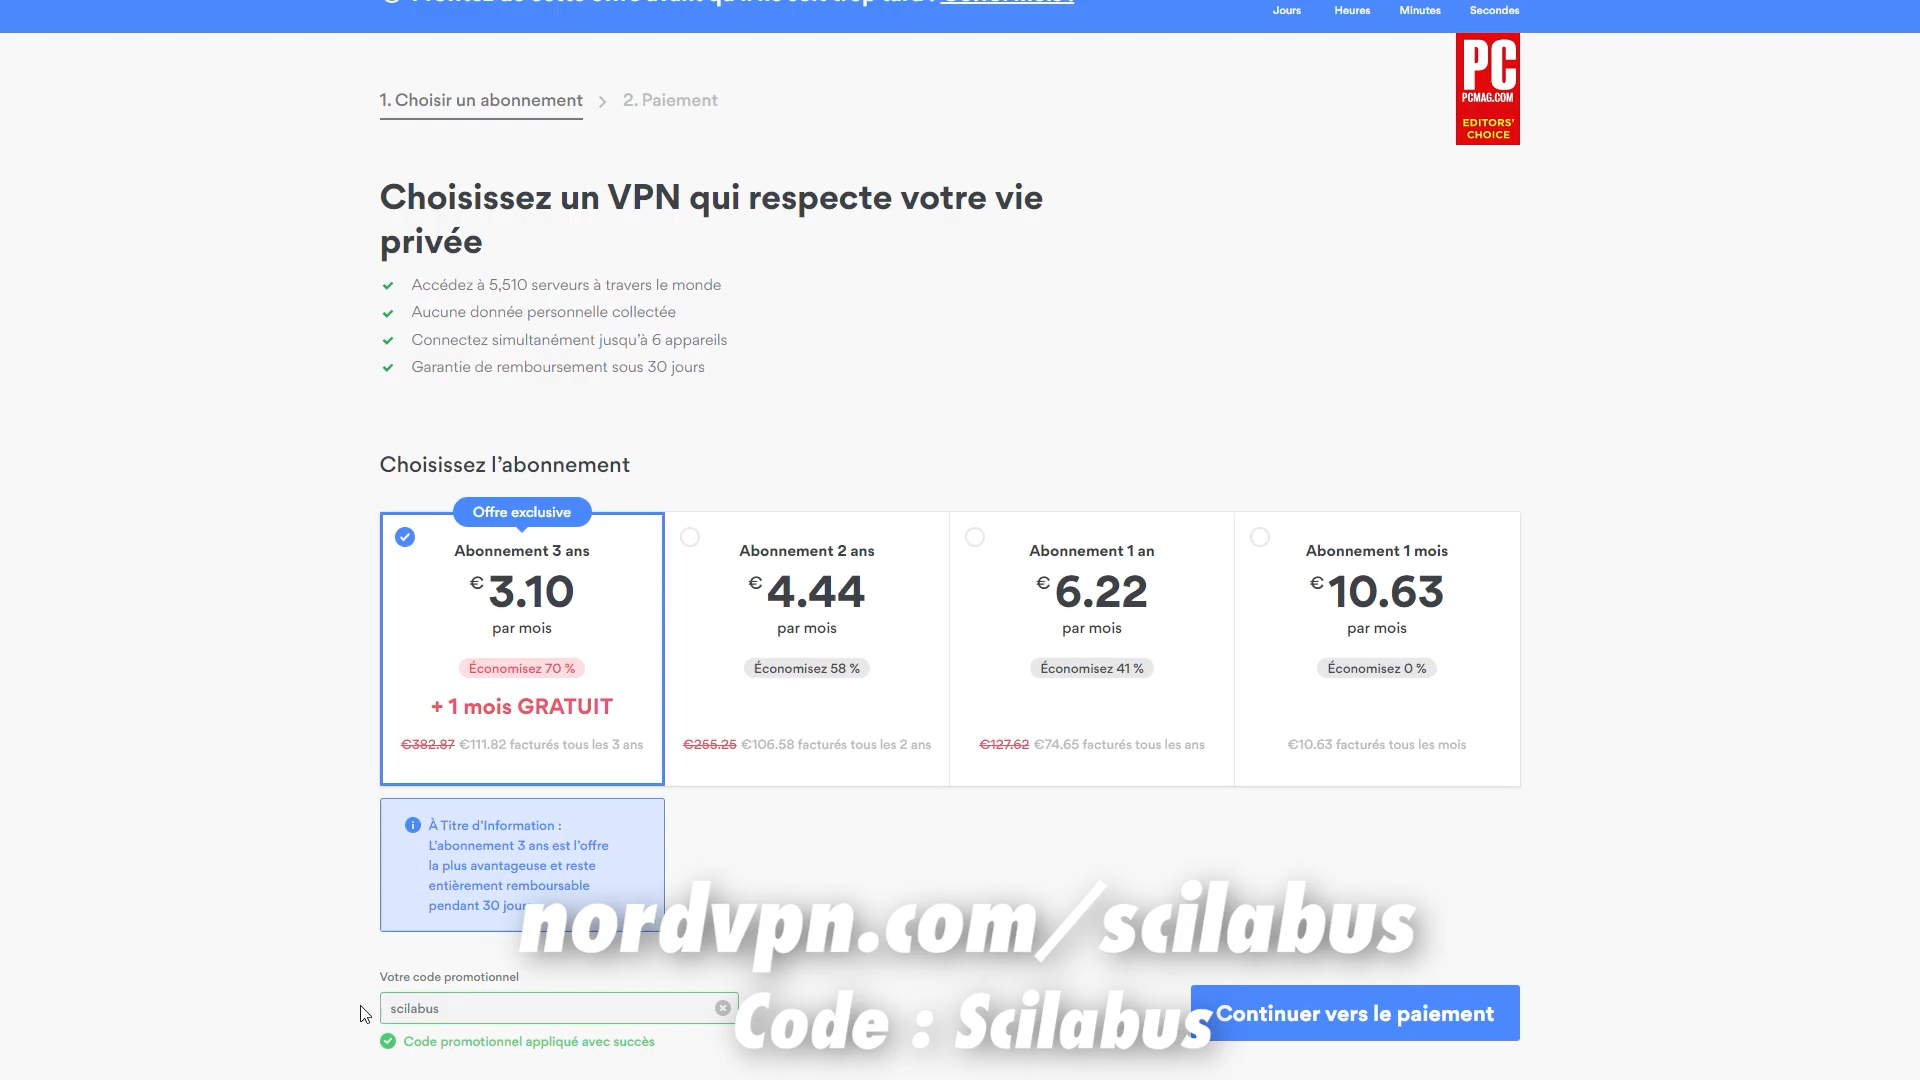 Jours Heures Minutes Secondes
PC
PCMAG.COM
EDITORS'
CHOICE
1. Choisir un abonnement > 2. Paiement
Choisissez un VPN qui respecte votre vie
privée
Accédez à 5,510 serveurs à travers le monde
Aucune donnée personnelle collectée
Connectez simultanément jusqu'à 6 appareils
Garantie de remboursement sous 30 jours
Choisissez l'abonnement
Offre exclusive
Abonnement 3 ans
€3.10
par mois
Économisez 70 %
+ 1 mois GRATUIT
€382.87 €111.82 facturés tous les 3 ans
Abonnement 2 ans
€4.44
par mois
Économisez 58 %
€255.25 €106.58 facturés tous les 2 ans
Abonnement 1 an
€6.22
par mois
Économisez 41 %
€127.62 €74.65 facturés tous les ans
Abonnement 1 mois
€10.63
par mois
Économisez 0 %
€10.63 facturés tous les mois
À Titre d'Information :
L'abonnement 3 ans est l'offre
la plus avantageuse et reste
entièrement remboursable
pendant 30
nordvpn.com/scilabus
Votre code promotionnel
scilabus
Code : Scilabus
Continuer vers le paiement
Code promotionnel appliqué avec succès